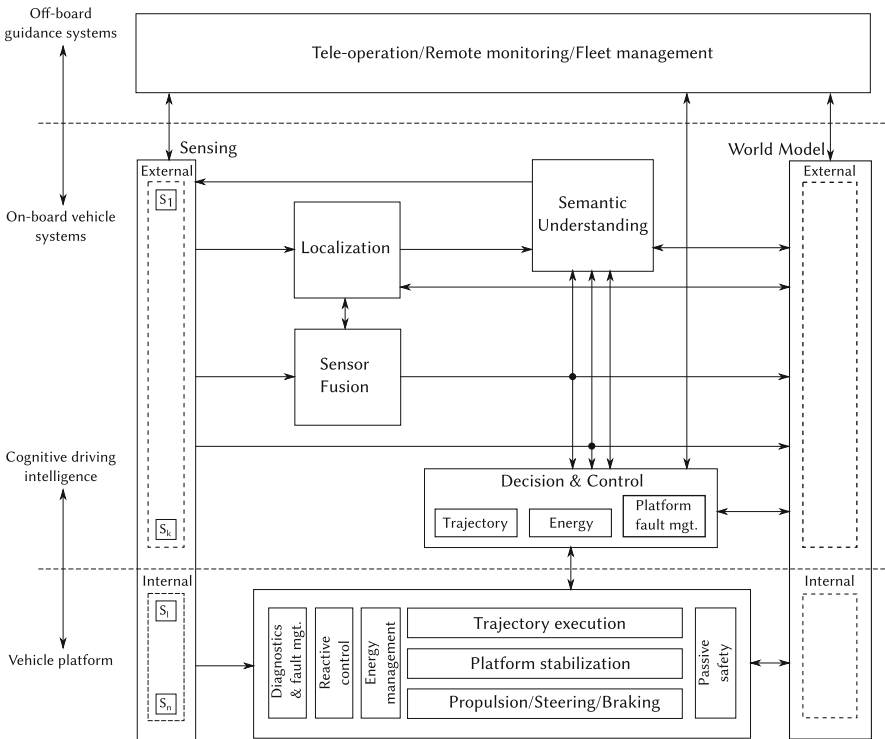 Off-board
guidance systems
Tele-operation/Remote monitoring/Fleet management
Sensing
World Model
External
S1
External
Semantic
Understanding
On-board vehicle
systems
Localization
Sensor
Fusion
Cognitive driving
intelligence
Decision & Control
Trajectory
Energy
Platform
fault mgt.
Sk
Internal
Internal
Sl
Sn
Vehicle platform
Diagnostics
& fault mgt.
Reactive
control
Energy
management
Trajectory execution
Platform stabilization
Propulsion/Steering/Braking
Passive
safety